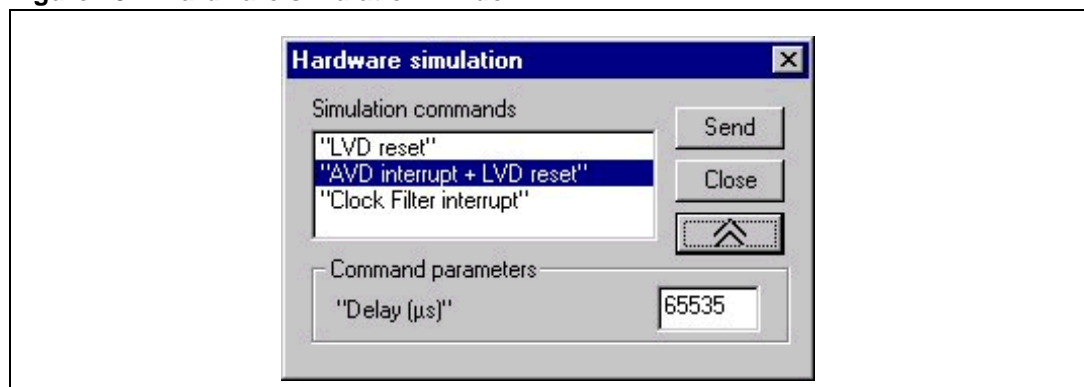 Hardware simulation
Simulation commands
"LVD reset"
"AVD interrupt + LVD reset"
"Clock Filter interrupt"
Send
Close
Command parameters
"Delay (µs)"
65535